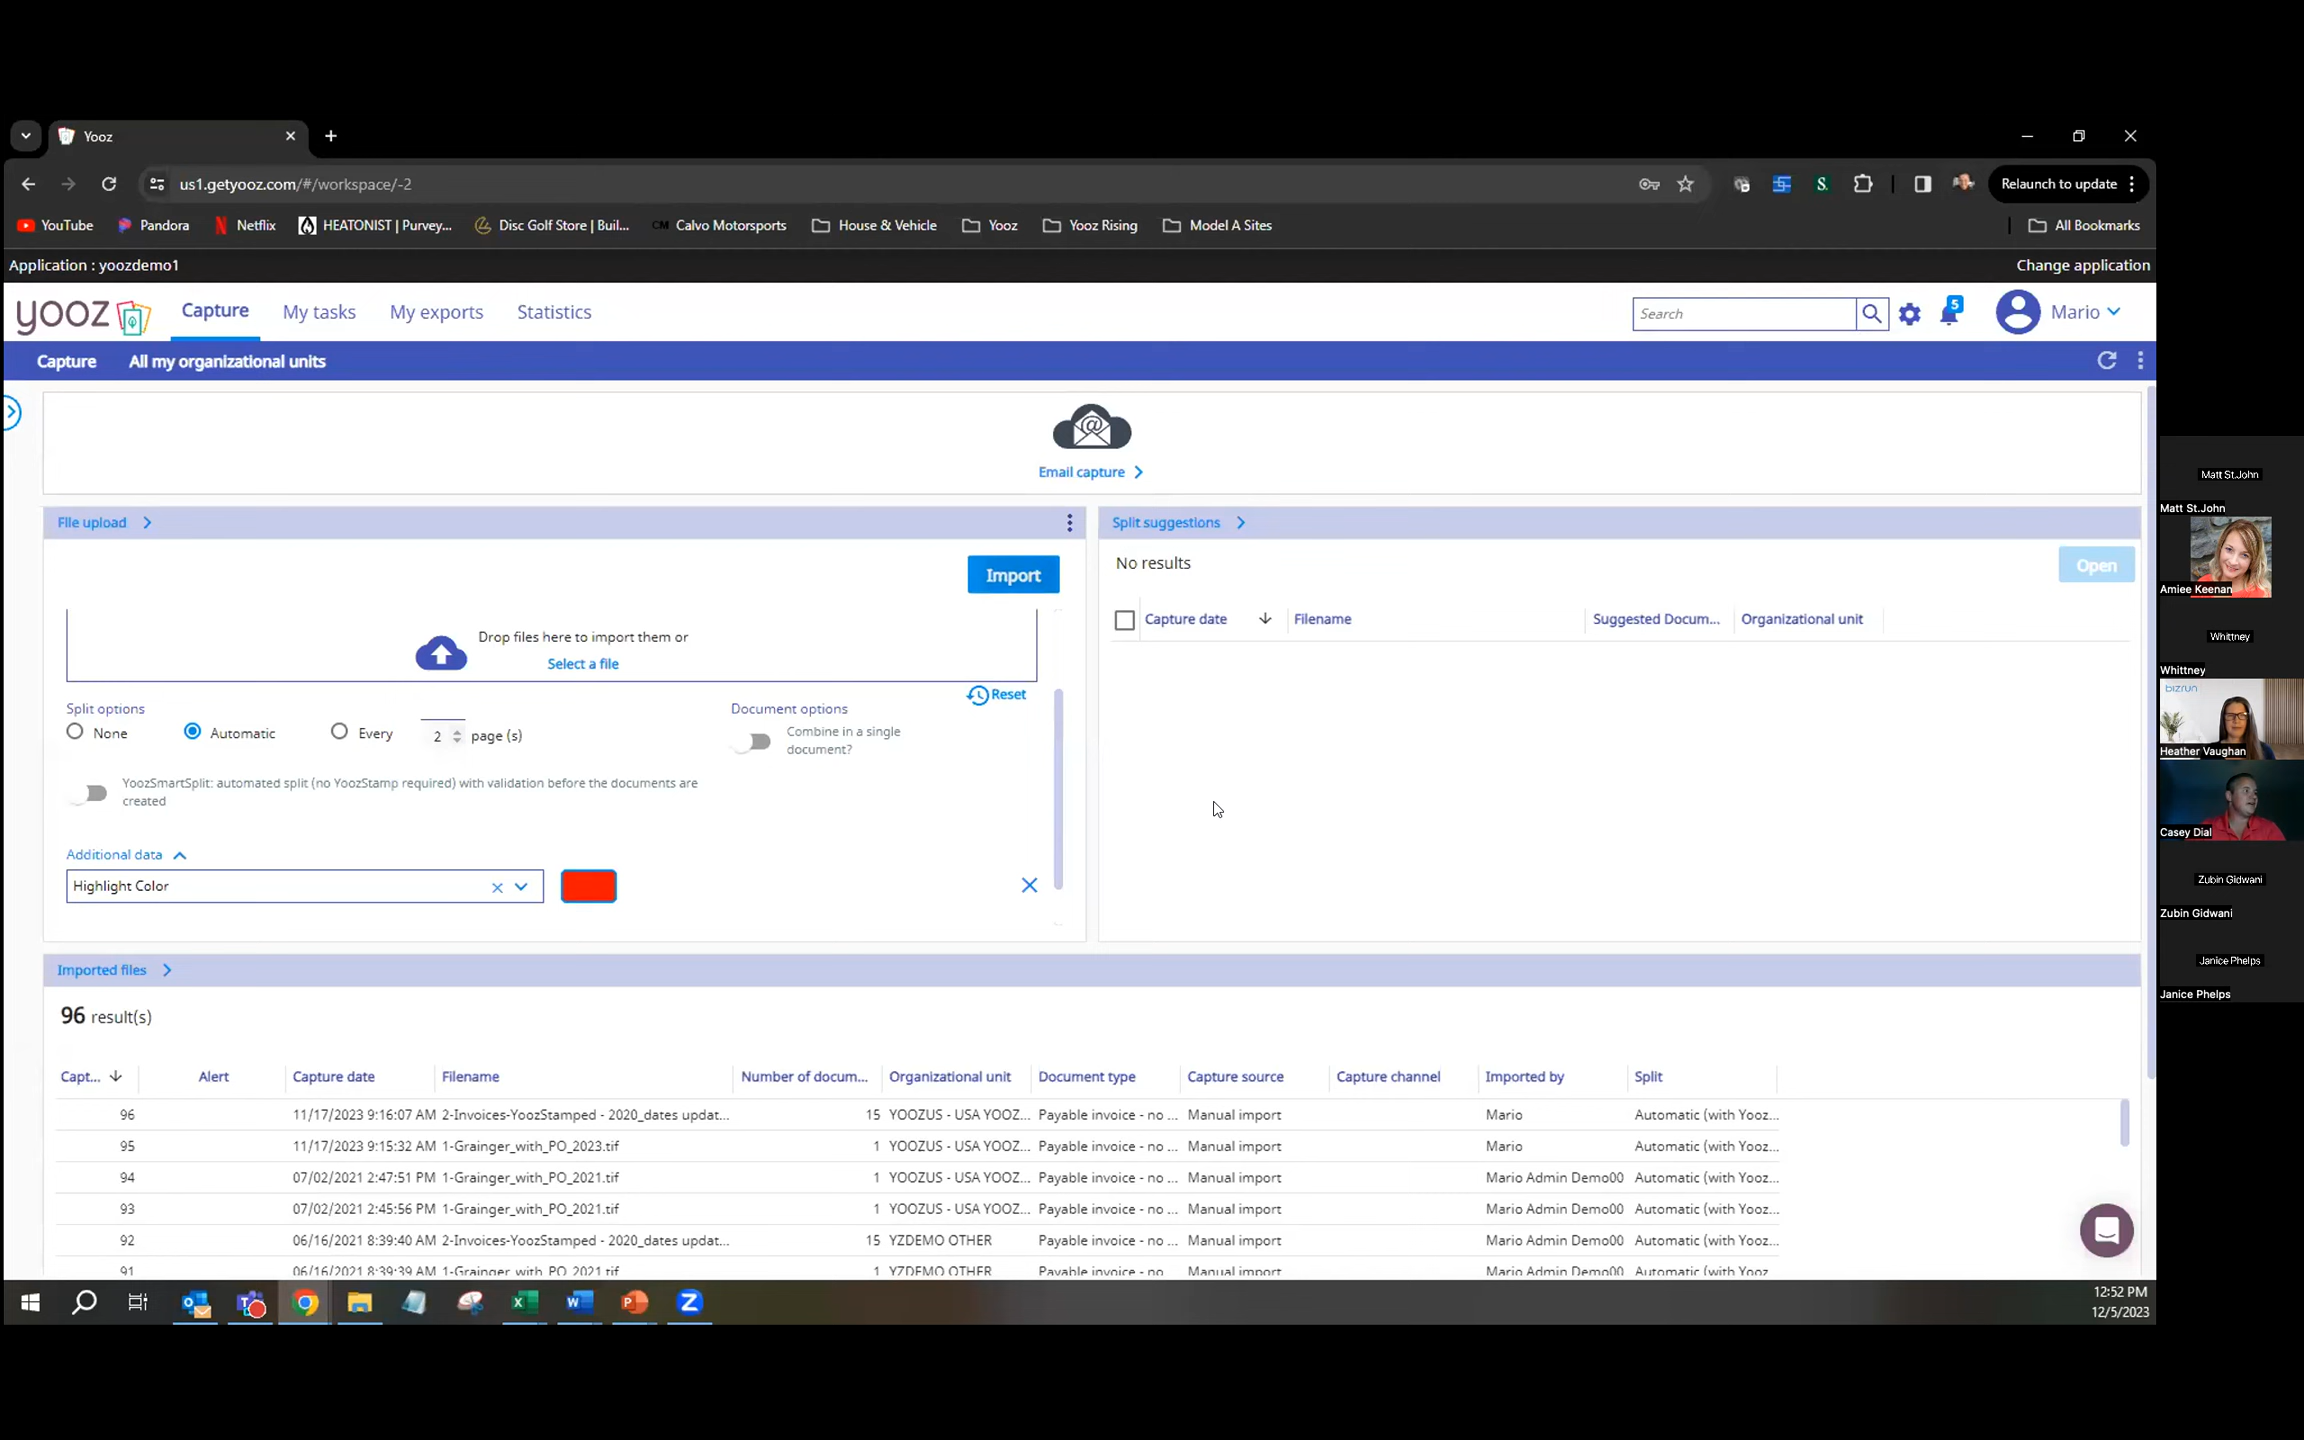 Yooz
us1.getyooz.com/#/workspace/-2
Relaunch to update
YouTube
Pandora
Netflix
HEATONIST | Purvey...
Disc Golf Store | Buil...
CM Calvo Motorsports
House & Vehicle
Yooz
Yooz Rising
Model A Sites
All Bookmarks
Application : yoozdemo1
Change application
yooz
Capture
My tasks
My exports
Statistics
Search
5
Mario
Capture
All my organizational units
Email capture
File upload
Import
Drop files here to import them or
Select a file
Reset
Split options
None
Automatic
Every
2
page (s)
Document options
Combine in a single
document?
YoozSmartSplit: automated split (no YoozStamp required) with validation before the documents are
created
Additional data
Highlight Color
Split suggestions
No results
Open
Capture date
Filename
Suggested Docum...
Organizational unit
Imported files
96 result(s)
Capt... Alert Capture date Filename Number of docum... Organizational unit Document type Capture source Capture channel Imported by Split
96 11/17/2023 9:16:07 AM 2-Invoices-YoozStamped - 2020_dates updat... 15 YOOZUS - USA YOOZ... Payable invoice - no ... Manual import Mario Automatic (with Yooz...
95 11/17/2023 9:15:32 AM 1-Grainger_with_PO_2023.tif 1 YOOZUS - USA YOOZ... Payable invoice - no ... Manual import Mario Automatic (with Yooz...
94 07/02/2021 2:47:51 PM 1-Grainger_with_PO_2021.tif 1 YOOZUS - USA YOOZ... Payable invoice - no ... Manual import Mario Admin Demo00 Automatic (with Yooz...
93 07/02/2021 2:45:56 PM 1-Grainger_with_PO_2021.tif 1 YOOZUS - USA YOOZ... Payable invoice - no ... Manual import Mario Admin Demo00 Automatic (with Yooz...
92 06/16/2021 8:39:40 AM 2-Invoices-YoozStamped - 2020_dates updat... 15 YZDEMO OTHER Payable invoice - no ... Manual import Mario Admin Demo00 Automatic (with Yooz...
91 06/16/2021 8:39:39 AM 1-Grainger_with_PO_2021.tif 1 YZDEMO OTHER Payable invoice - no Manual import Mario Admin Demo00 Automatic (with Yooz
12:52 PM
12/5/2023
Matt St.John
Matt St.John
Amiee Keenan
Whittney
Whittney
bizrun
Heather Vaughan
Casey Dial
Zubin Gidwani
Zubin Gidwani
Janice Phelps
Janice Phelps